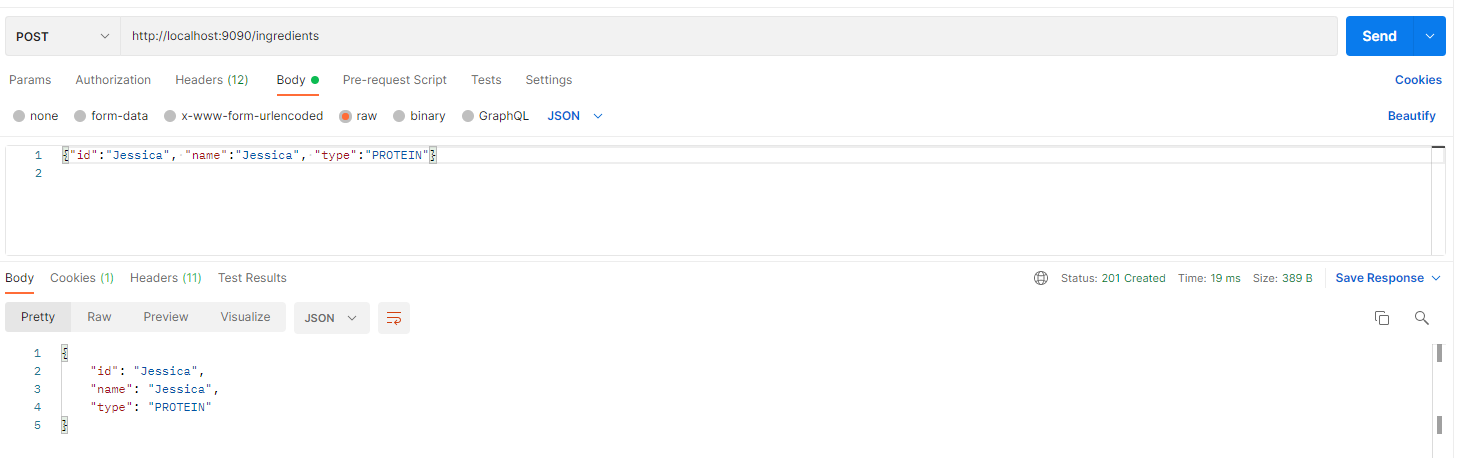 POST http://localhost:9090/ingredients Send
Params Authorization Headers (12) Body Pre-request Script Tests Settings Cookies
none form-data x-www-form-urlencoded raw binary GraphQL JSON Beautify
1 {"id":"Jessica", "name":"Jessica", "type":"PROTEIN"}
2
Body Cookies (1) Headers (11) Test Results Status: 201 Created Time: 19 ms Size: 389 B Save Response
Pretty Raw Preview Visualize JSON
1 {
2 "id": "Jessica",
3 "name": "Jessica",
4 "type": "PROTEIN"
5 }